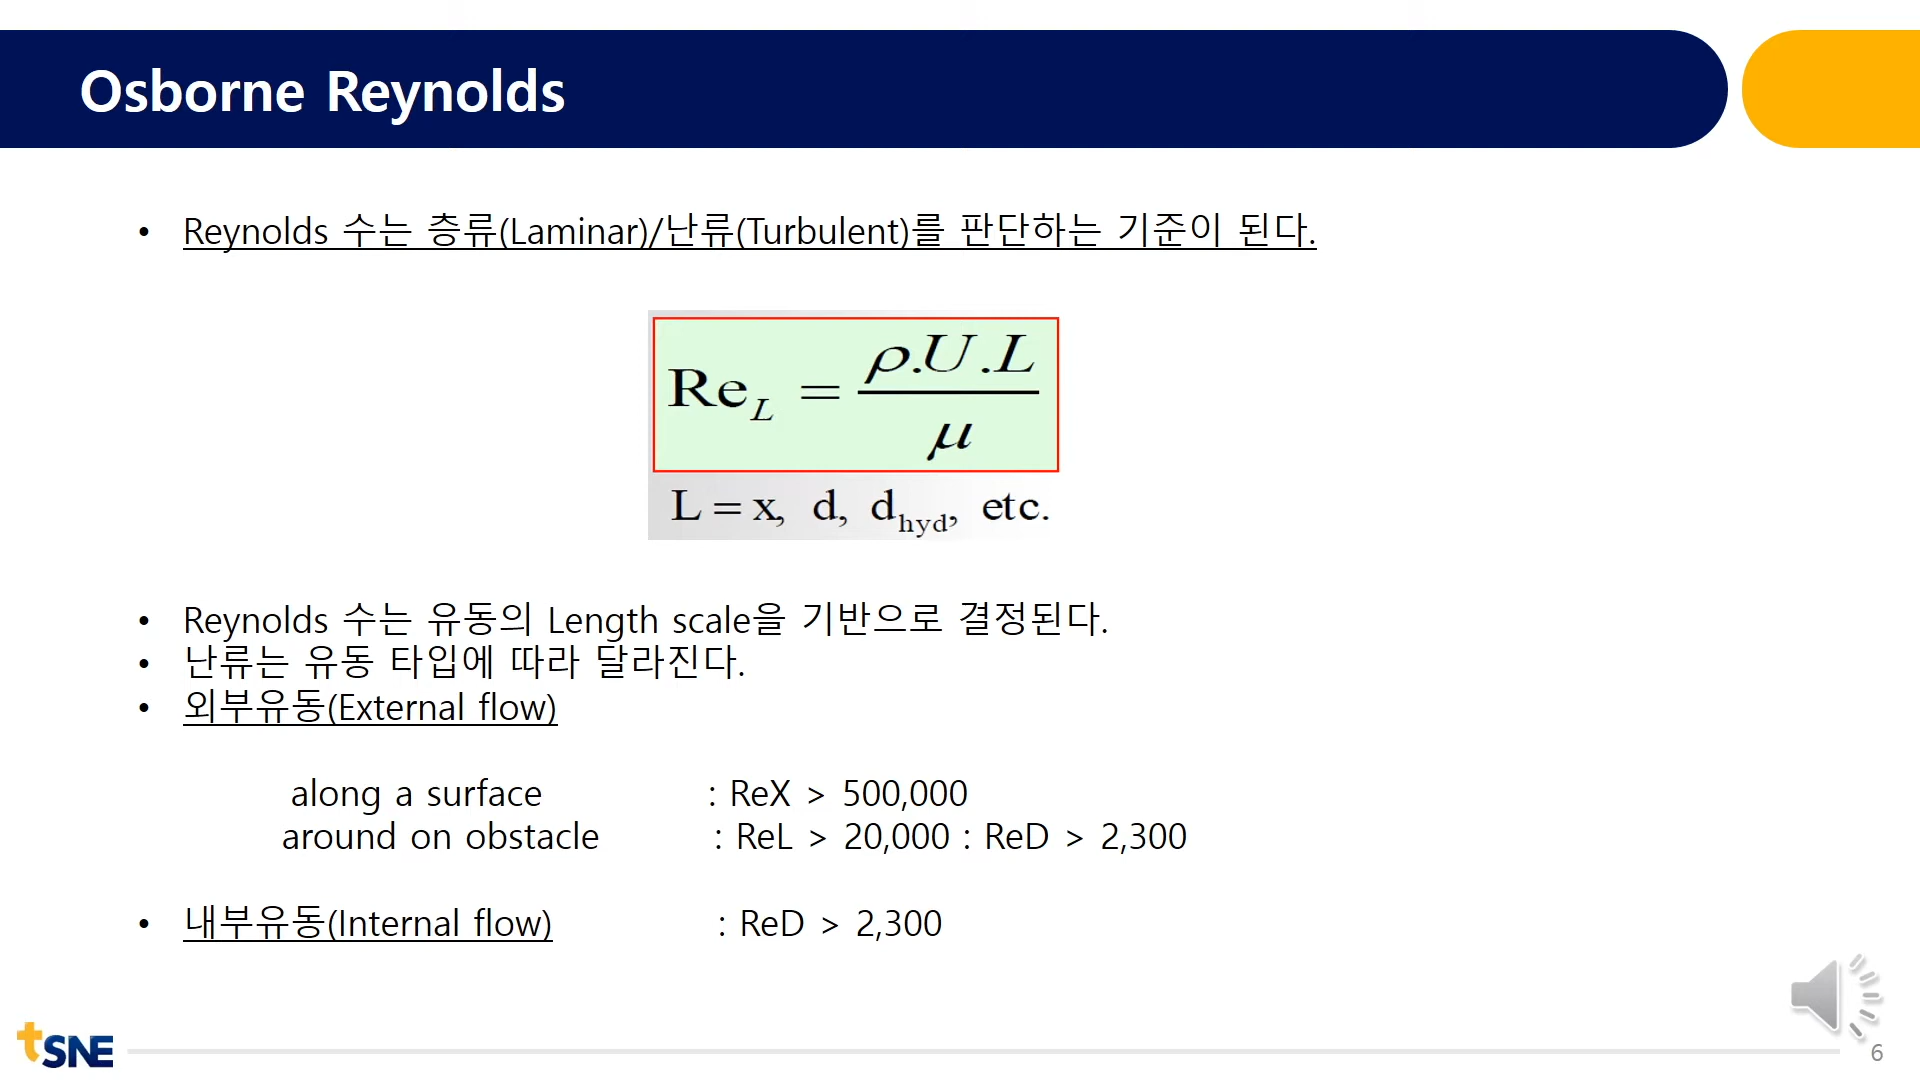 Osborne Reynolds
• Reynolds 수는 층류(Laminar)/난류(Turbulent)를 판단하는 기준이 된다.
Re_L = ρ.U.L / μ
L = x, d, d_hyd, etc.
• Reynolds 수는 유동의 Length scale을 기반으로 결정된다.
• 난류는 유동 타입에 따라 달라진다.
• 외부유동(External flow)
along a surface : ReX > 500,000
around on obstacle : ReL > 20,000 : ReD > 2,300
• 내부유동(Internal flow) : ReD > 2,300
tSNE
6